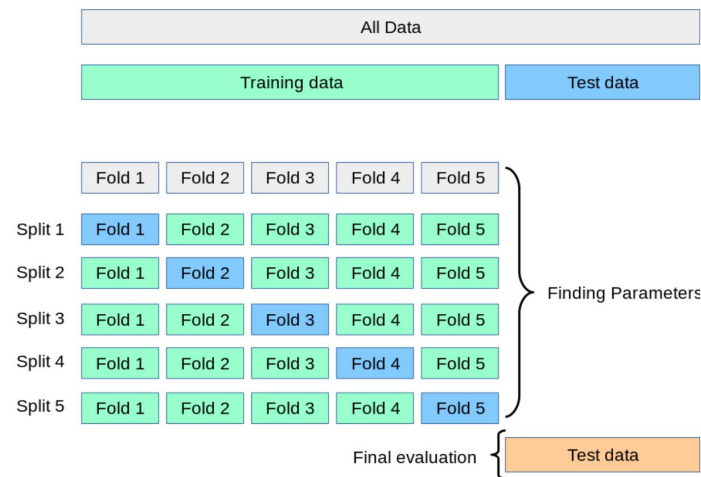 All Data
Training data Test data
Fold 1 Fold 2 Fold 3 Fold 4 Fold 5
Split 1 Fold 1 Fold 2 Fold 3 Fold 4 Fold 5
Split 2 Fold 1 Fold 2 Fold 3 Fold 4 Fold 5
Finding Parameters
Split 3 Fold 1 Fold 2 Fold 3 Fold 4 Fold 5
Split 4 Fold 1 Fold 2 Fold 3 Fold 4 Fold 5
Split 5 Fold 1 Fold 2 Fold 3 Fold 4 Fold 5
Final evaluation Test data